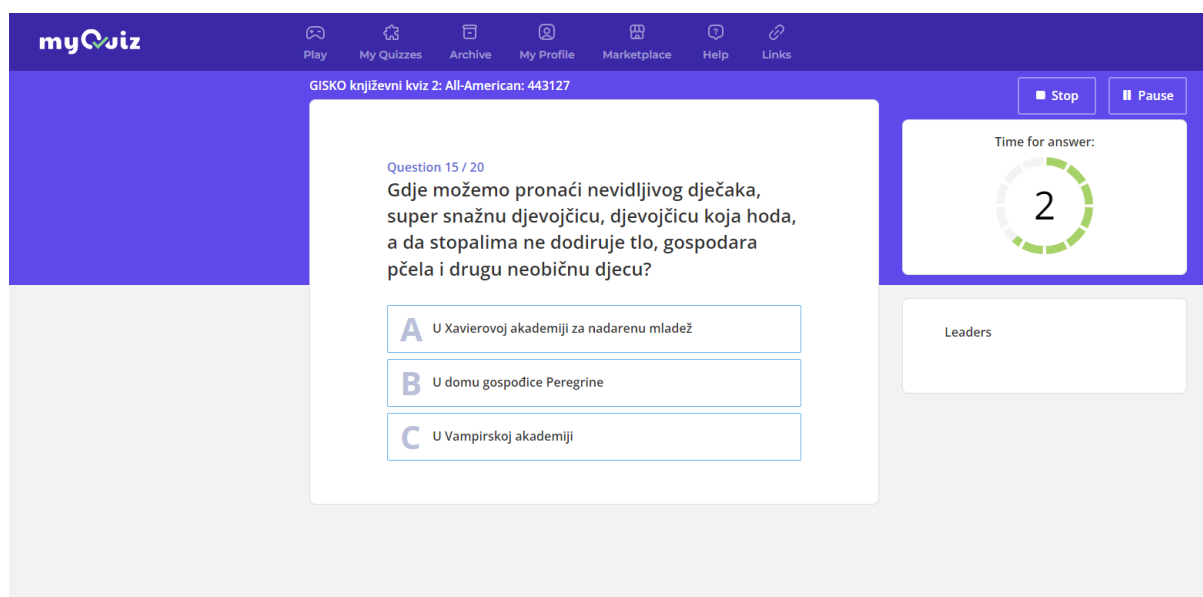 myQuiz
Play
My Quizzes
Archive
My Profile
Marketplace
Help
Links
GISKO književni kviz 2: All-American: 443127
Stop
Pause
Question 15 / 20
Gdje možemo pronaći nevidljivog dječaka,
super snažnu djevojčicu, djevojčicu koja hoda,
a da stopalima ne dodiruje tlo, gospodara
pčela i drugu neobičnu djecu?
A U Xavierovoj akademiji za nadarenu mladež
B U domu gospođice Peregrine
C U Vampirskoj akademiji
Time for answer:
2
Leaders